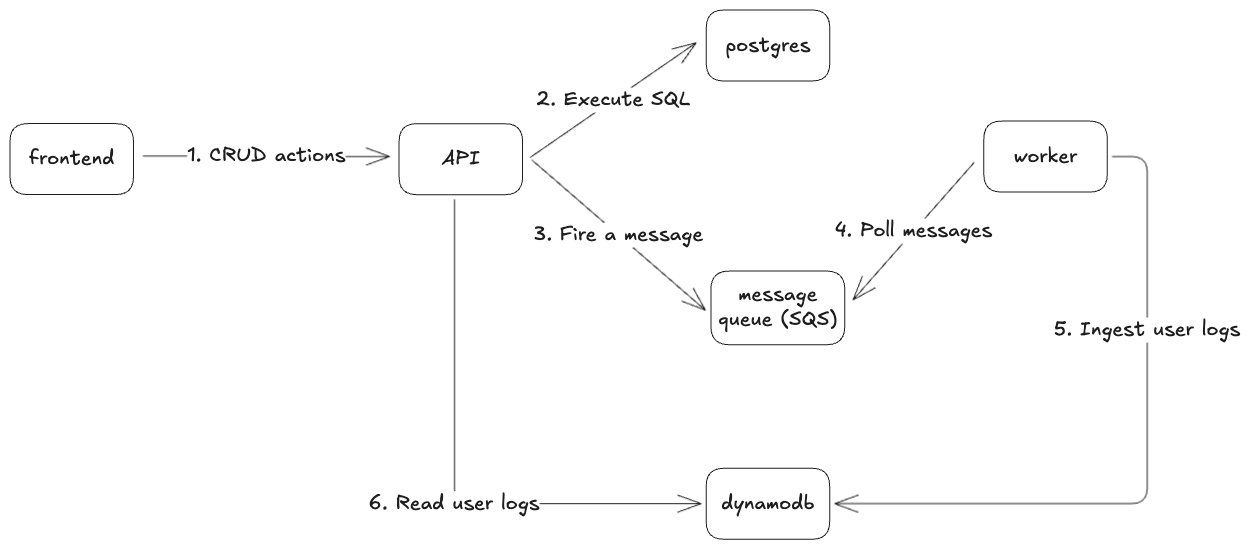 postgres
2. Execute SQL
frontend
1. CRUD actions
API
worker
3. Fire a message
4. Poll messages
message
queue (SQS)
5. Ingest user logs
6. Read user logs
dynamodb